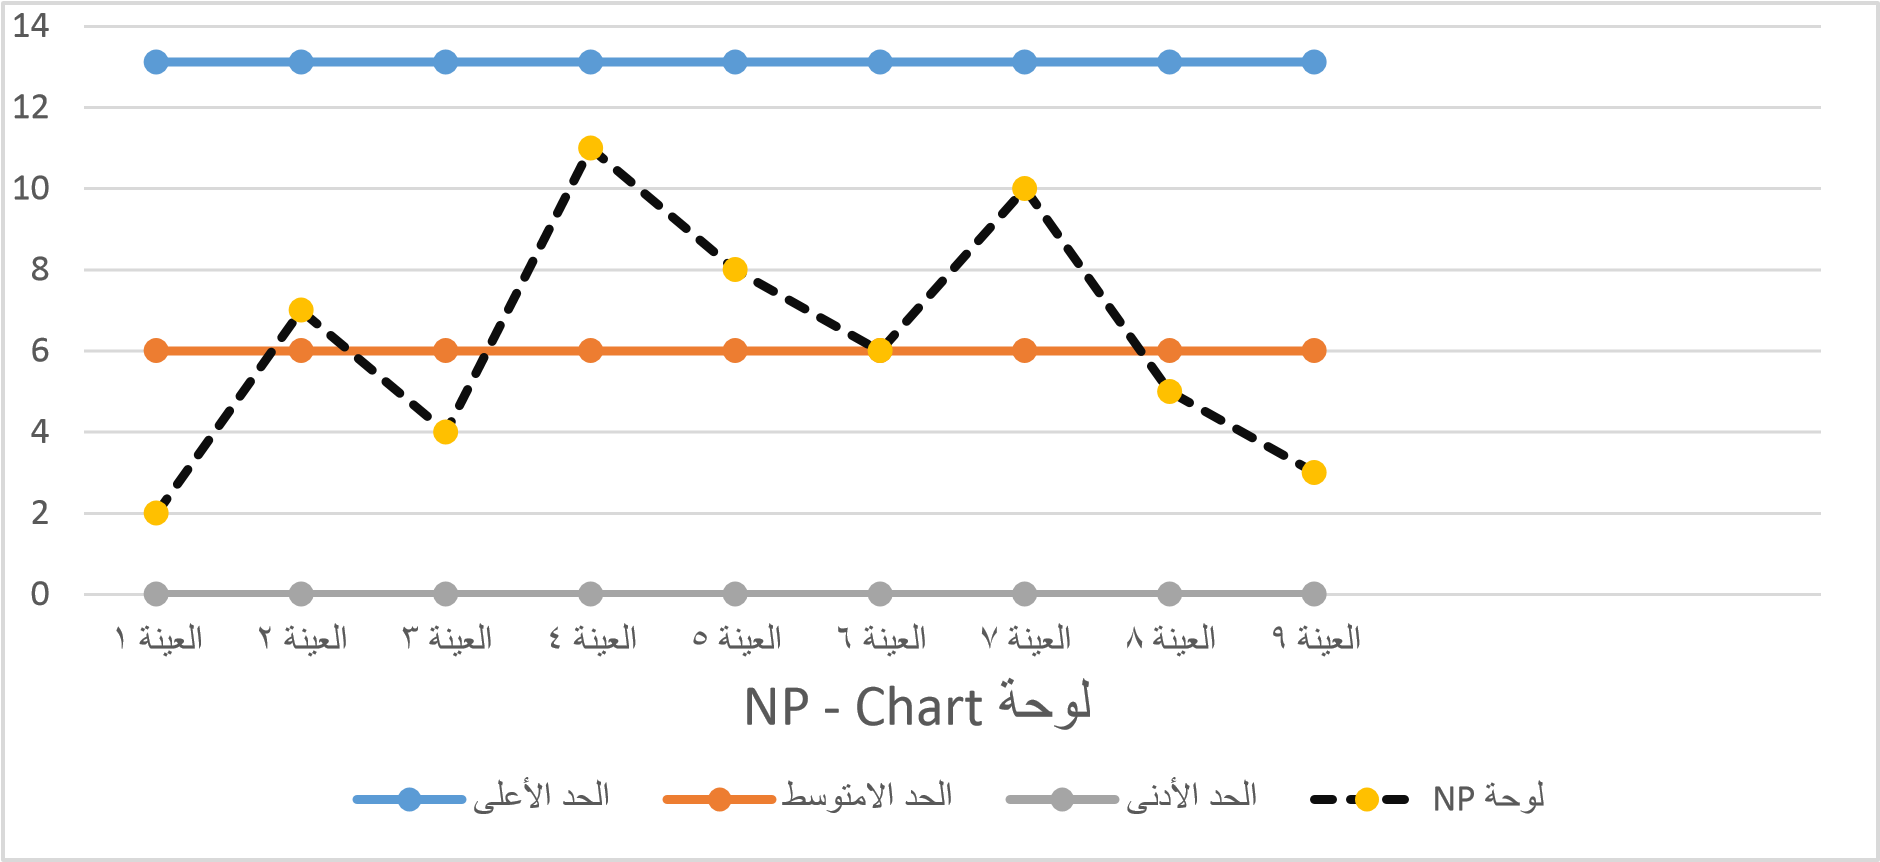 14
12
10
8
6
4
2
0
العينة ١
العينة ٢
العينة ٣
العينة ٤
العينة ٥
العينة ٦
العينة ٧
العينة ٨
العينة ٩
لوحة NP - Chart
الحد الأعلى
الحد الامتوسط
الحد الأدنى
لوحة NP